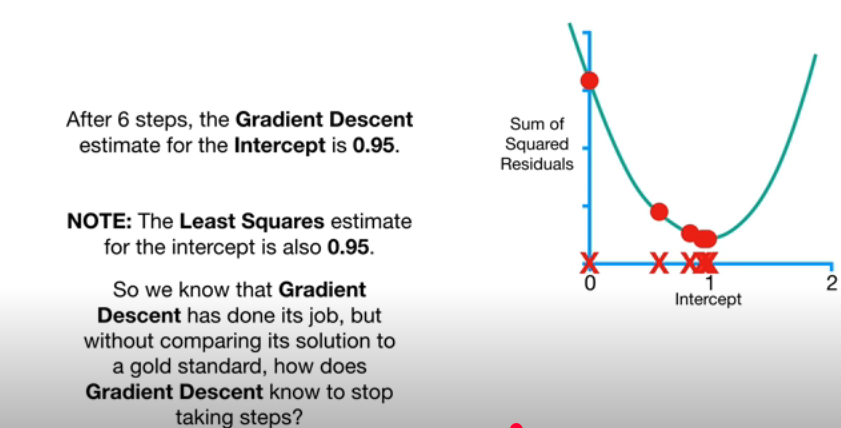 After 6 steps, the Gradient Descent
estimate for the Intercept is 0.95.
NOTE: The Least Squares estimate
for the intercept is also 0.95.
So we know that Gradient
Descent has done its job, but
without comparing its solution to
a gold standard, how does
Gradient Descent know to stop
taking steps?
Sum of
Squared
Residuals
X X X X X
0 1 2
Intercept